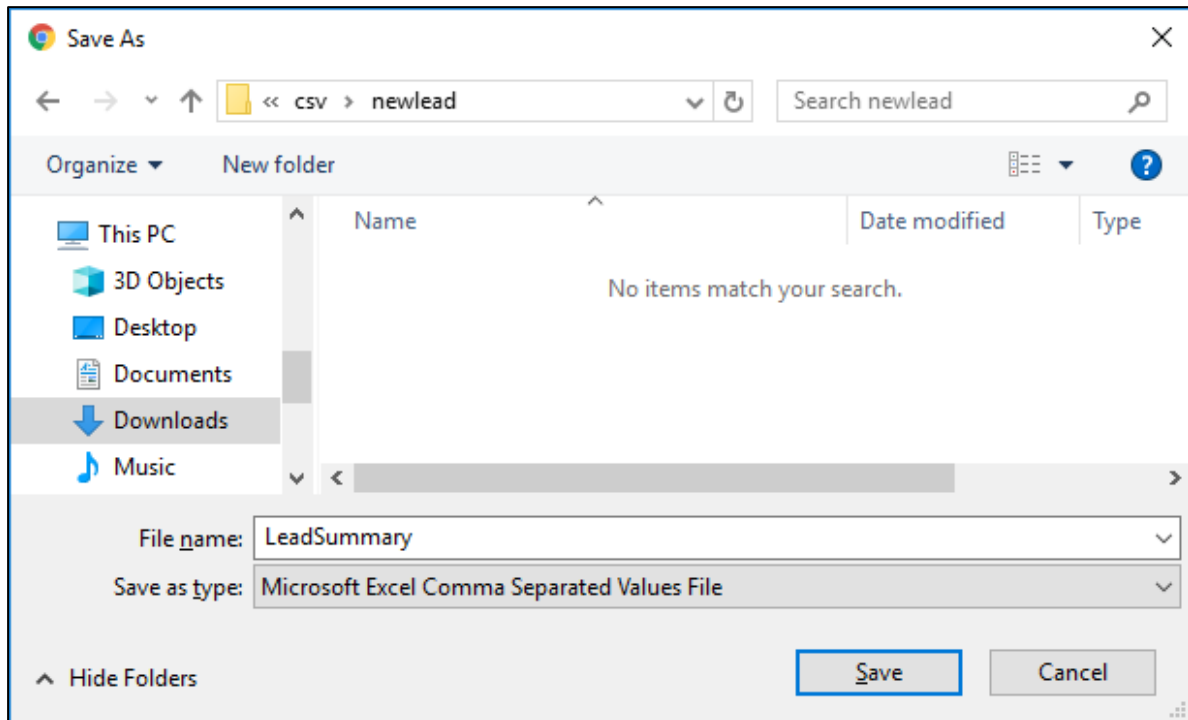 Save As
« csv > newlead Search newlead
Organize New folder ?
This PC Name Date modified Type
3D Objects No items match your search.
Desktop
Documents
Downloads
Music
File name: LeadSummary
Save as type: Microsoft Excel Comma Separated Values File
Hide Folders Save Cancel